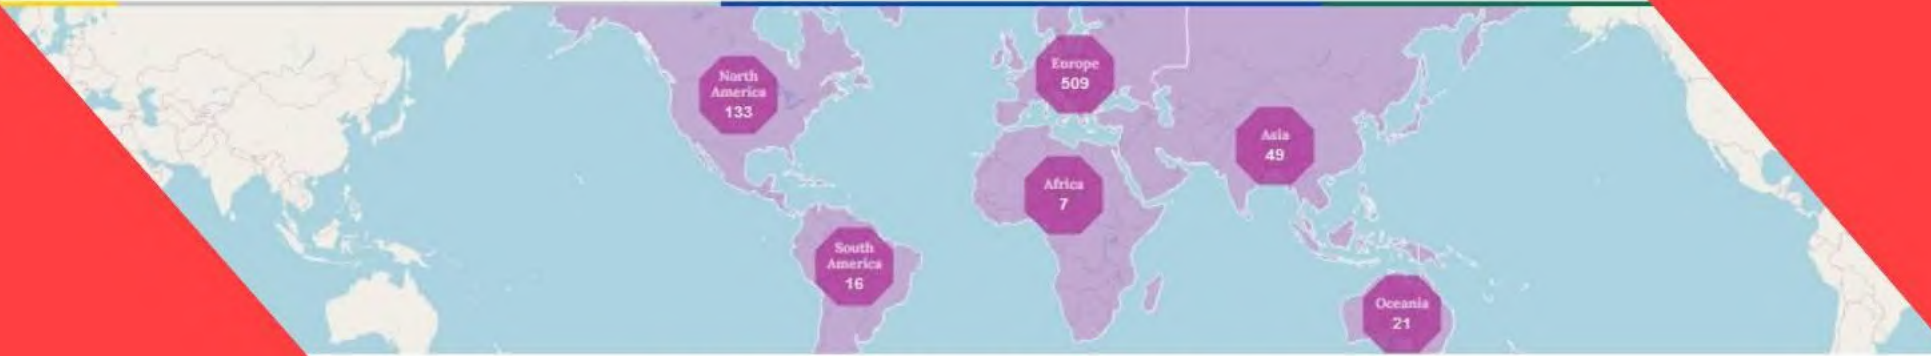 North
America
133
Europe
509
Asia
49
Africa
7
South
America
16
Oceania
21